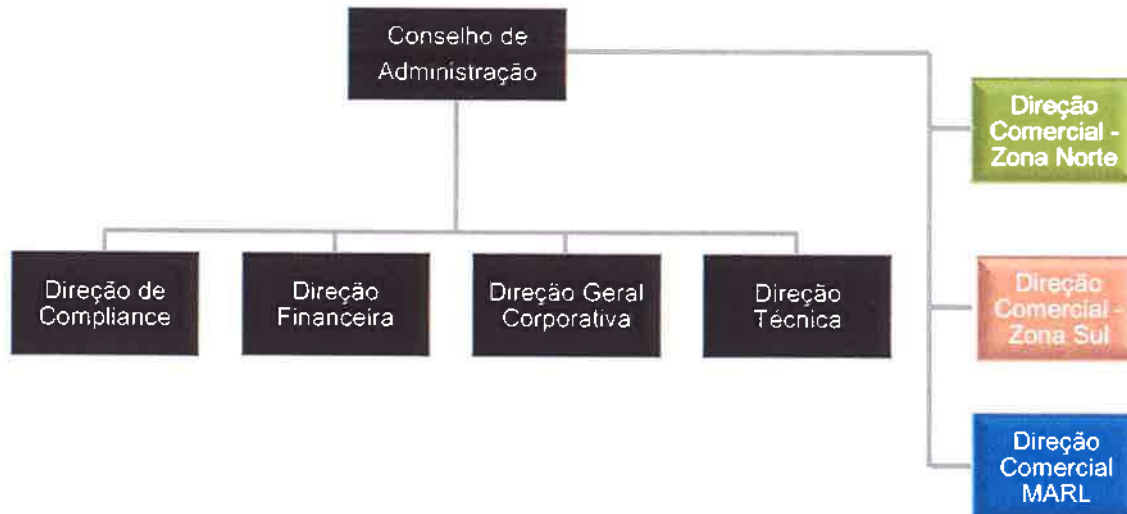 Conselho de
Administração
Direção
Comercial -
Zona Norte
Direção de
Compliance
Direção
Financeira
Direção Geral
Corporativa
Direção
Técnica
Direção
Comercial -
Zona Sul
Direção
Comercial
MARL